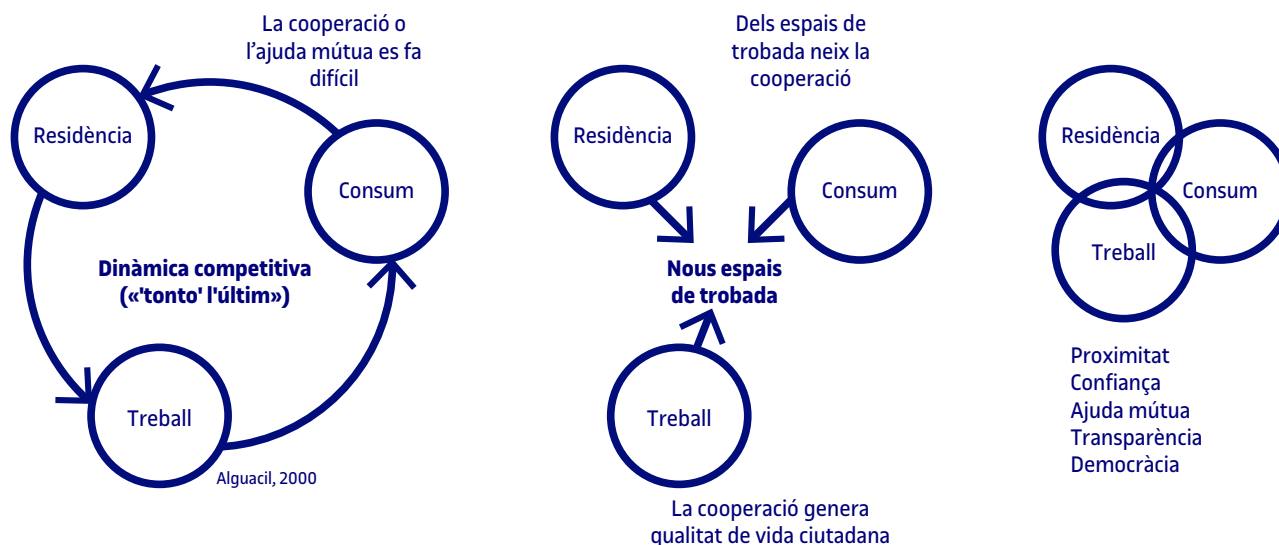 La cooperació o
l'ajuda mútua es fa
difícil
Residència
Consum
Dinàmica competitiva
(«'tonto' l'últim»)
Treball
Alguacil, 2000
Dels espais de
trobada neix la
cooperació
Residència
Consum
Nous espais
de trobada
Treball
La cooperació genera
qualitat de vida ciutadana
Residència
Consum
Treball
Proximitat
Confiança
Ajuda mútua
Transparència
Democràcia